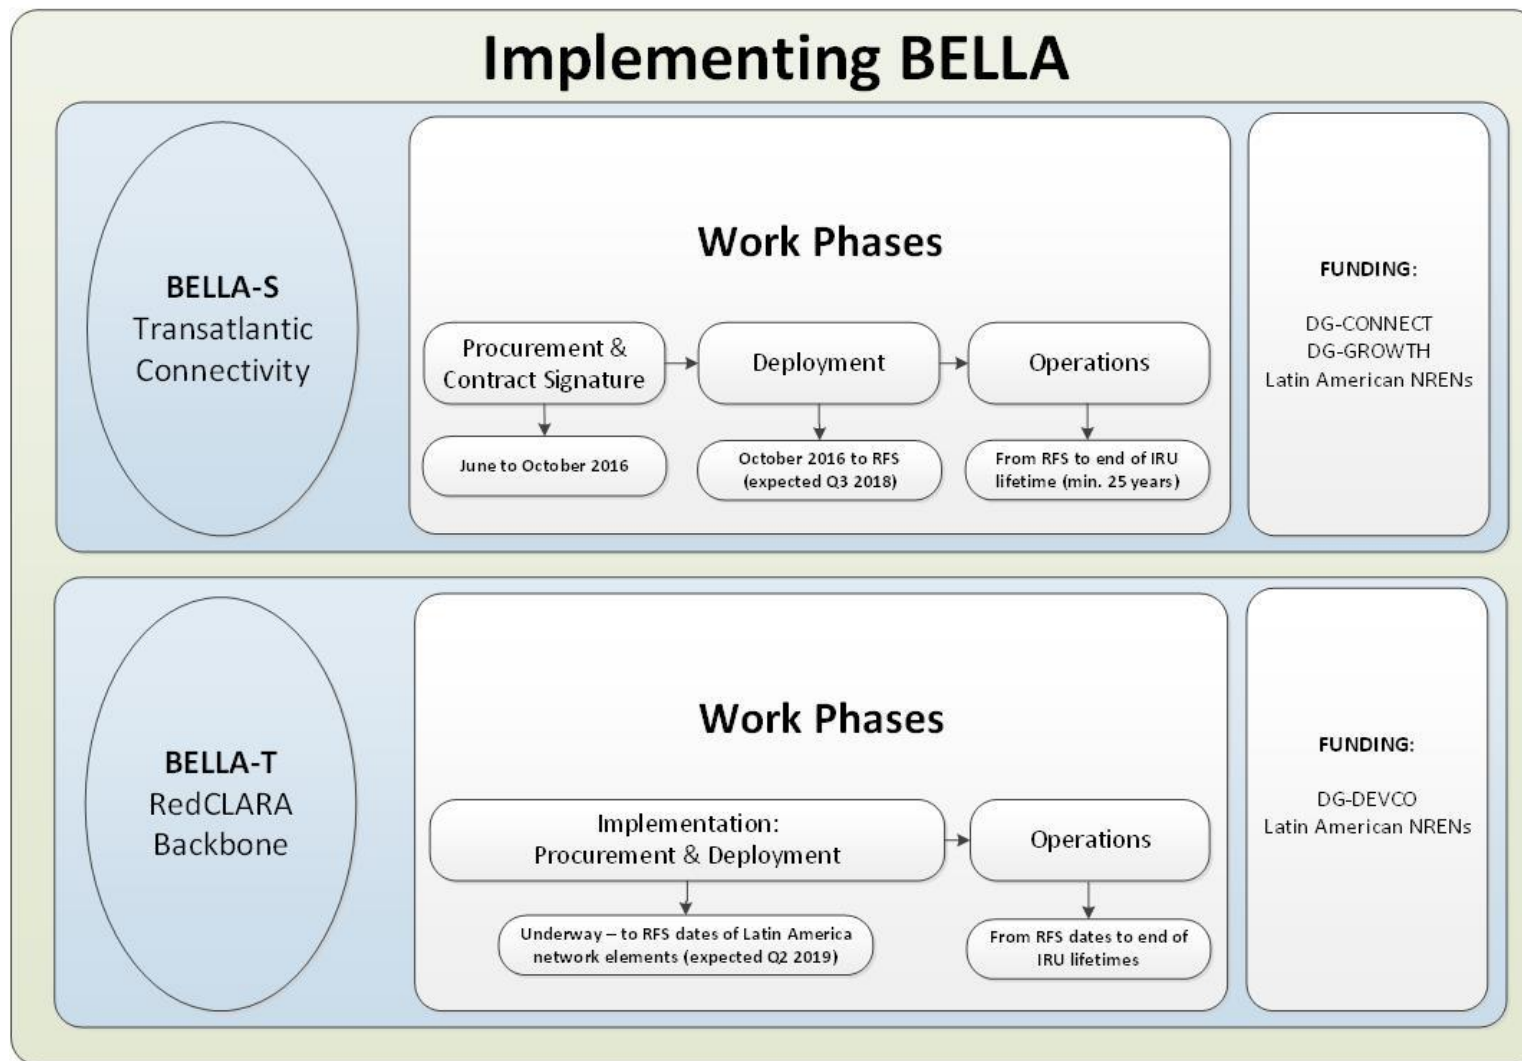 Implementing BELLA
BELLA-S
Transatlantic
Connectivity
Work Phases
Procurement &
Contract Signature
Deployment
Operations
June to October 2016
October 2016 to RFS
(expected Q3 2018)
From RFS to end of IRU
lifetime (min. 25 years)
FUNDING:
DG-CONNECT
DG-GROWTH
Latin American NRENs
BELLA-T
RedCLARA
Backbone
Work Phases
Implementation:
Procurement & Deployment
Operations
Underway – to RFS dates of Latin America
network elements (expected Q2 2019)
From RFS dates to end of
IRU lifetimes
FUNDING:
DG-DEVCO
Latin American NRENs